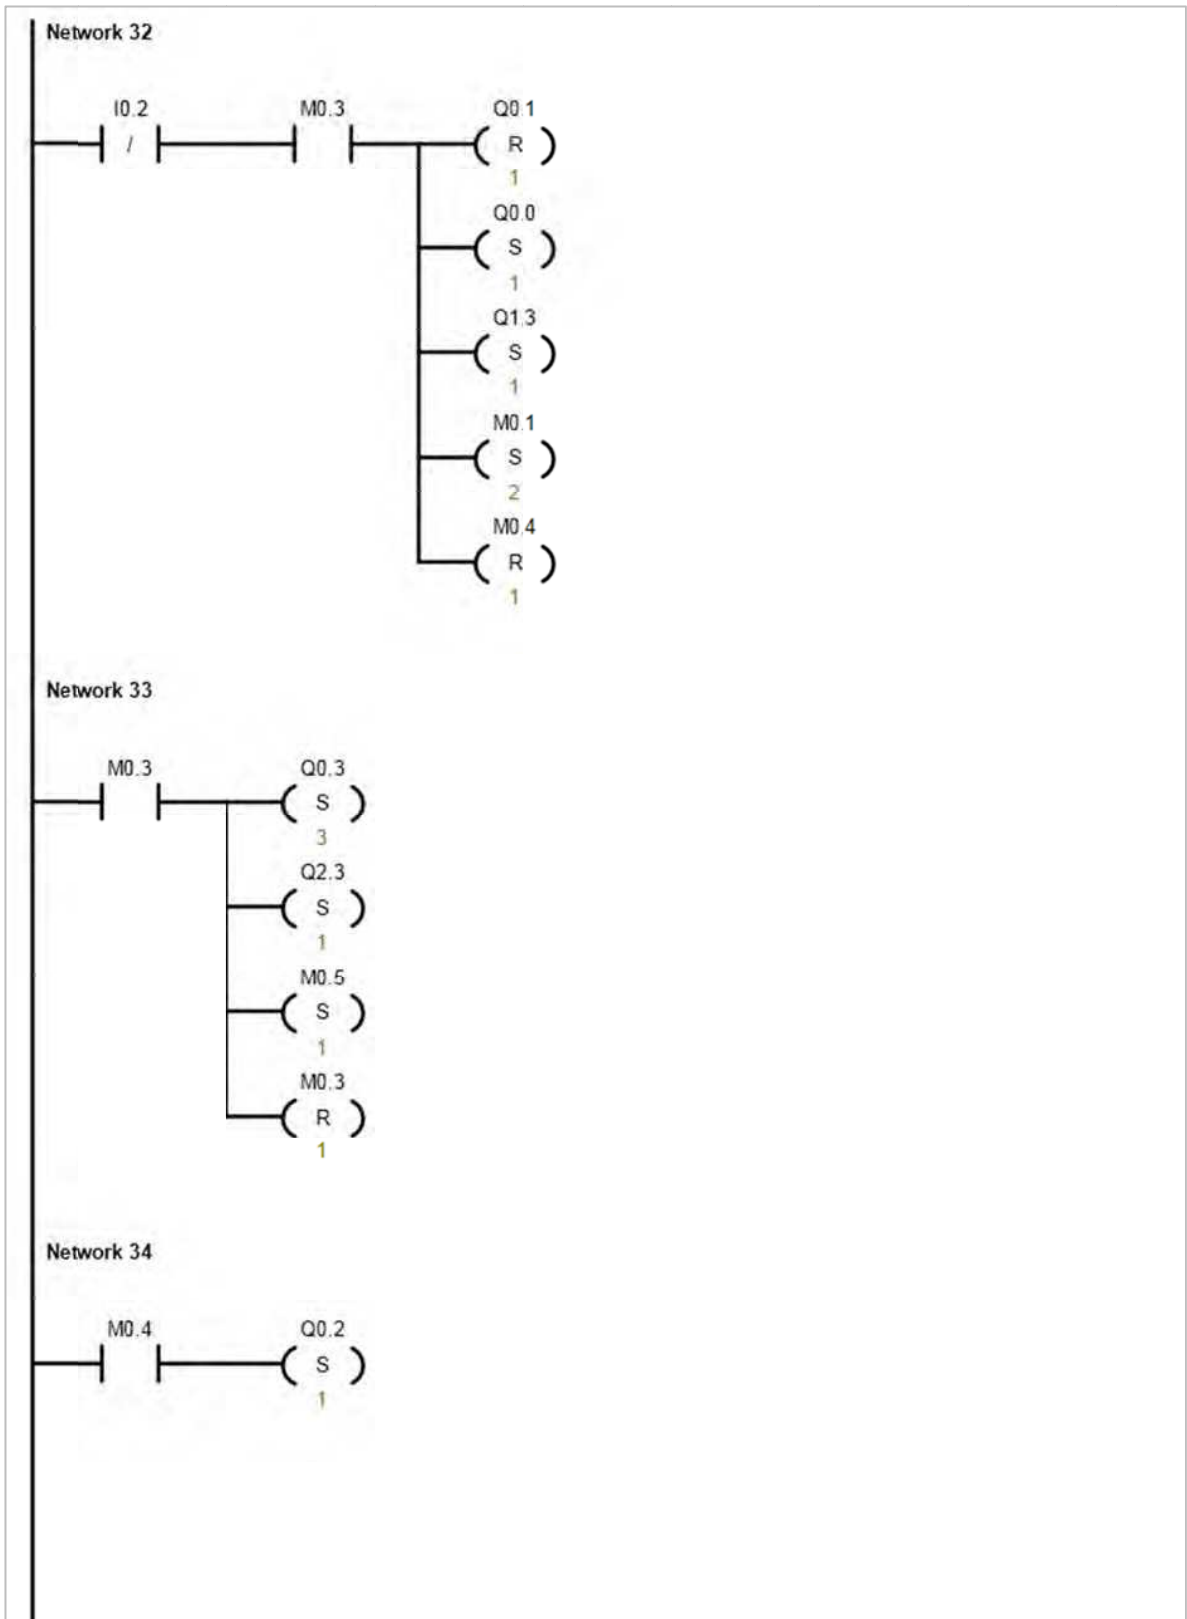 Network 32
I0.2 M0.3 Q0.1
/ R
1
Q0.0
S
1
Q1.3
S
1
M0.1
S
2
M0.4
R
1
Network 33
M0.3 Q0.3
S
3
Q2.3
S
1
M0.5
S
1
M0.3
R
1
Network 34
M0.4 Q0.2
S
1